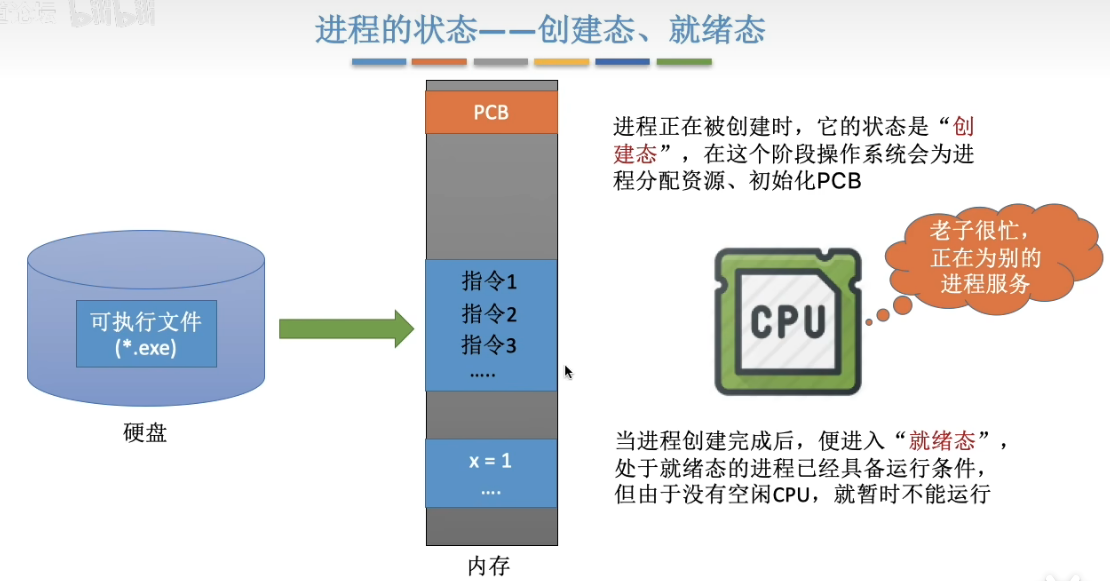 bilibili
进程的状态——创建态、就绪态
PCB
进程正在被创建时，它的状态是“创
建态”，在这个阶段操作系统会为进
程分配资源、初始化PCB
老子很忙，
正在为别的
进程服务
指令1
指令2
指令3
.....
CPU
可执行文件
(*.exe)
硬盘
当进程创建完成后，便进入“就绪态”，
处于就绪态的进程已经具备运行条件，
但由于没有空闲CPU，就暂时不能运行
x = 1
....
内存